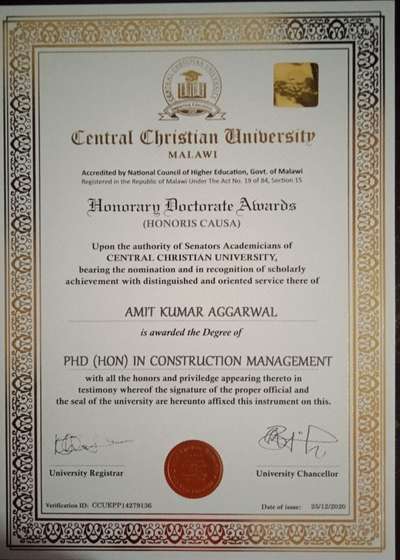 CENTRAL CHRISTIAN UNIVERSITY
Central Christian University
MALAWI
Accredited by National Council of Higher Education, Govt. of Malawi
Registered in the Republic of Malawi Under The Act No. 19 of 84, Section 15
Honorary Doctorate Awards
(HONORIS CAUSA)
Upon the authority of Senators Academicians of
CENTRAL CHRISTIAN UNIVERSITY,
bearing the nomination and in recognition of scholarly
achievement with distinguished and oriented service there of
AMIT KUMAR AGGARWAL
is awarded the Degree of
PHD (HON) IN CONSTRUCTION MANAGEMENT
with all the honors and priviledge appearing thereto in
testimony whereof the signature of the proper official and
the seal of the university are hereunto affixed this instrument on this.
University Registrar
University Chancellor
Verification ID: CCUEPP14279136
Date of issue: 25/12/2020